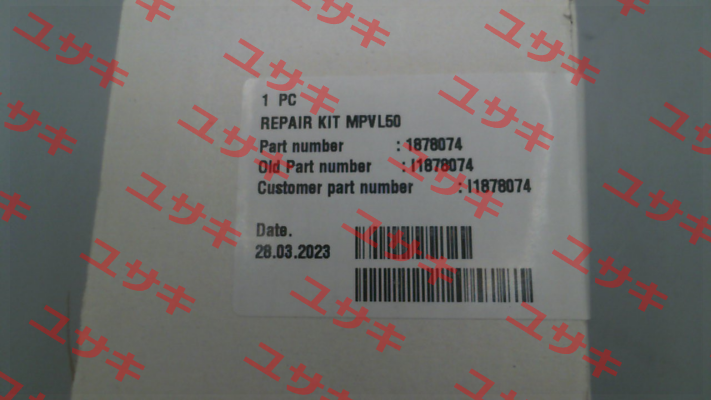 1 PC
REPAIR KIT MPVL50
Part number : 1878074
Old Part number : I1878074
Customer part number : I1878074
Date.
28.03.2023
ユサキ